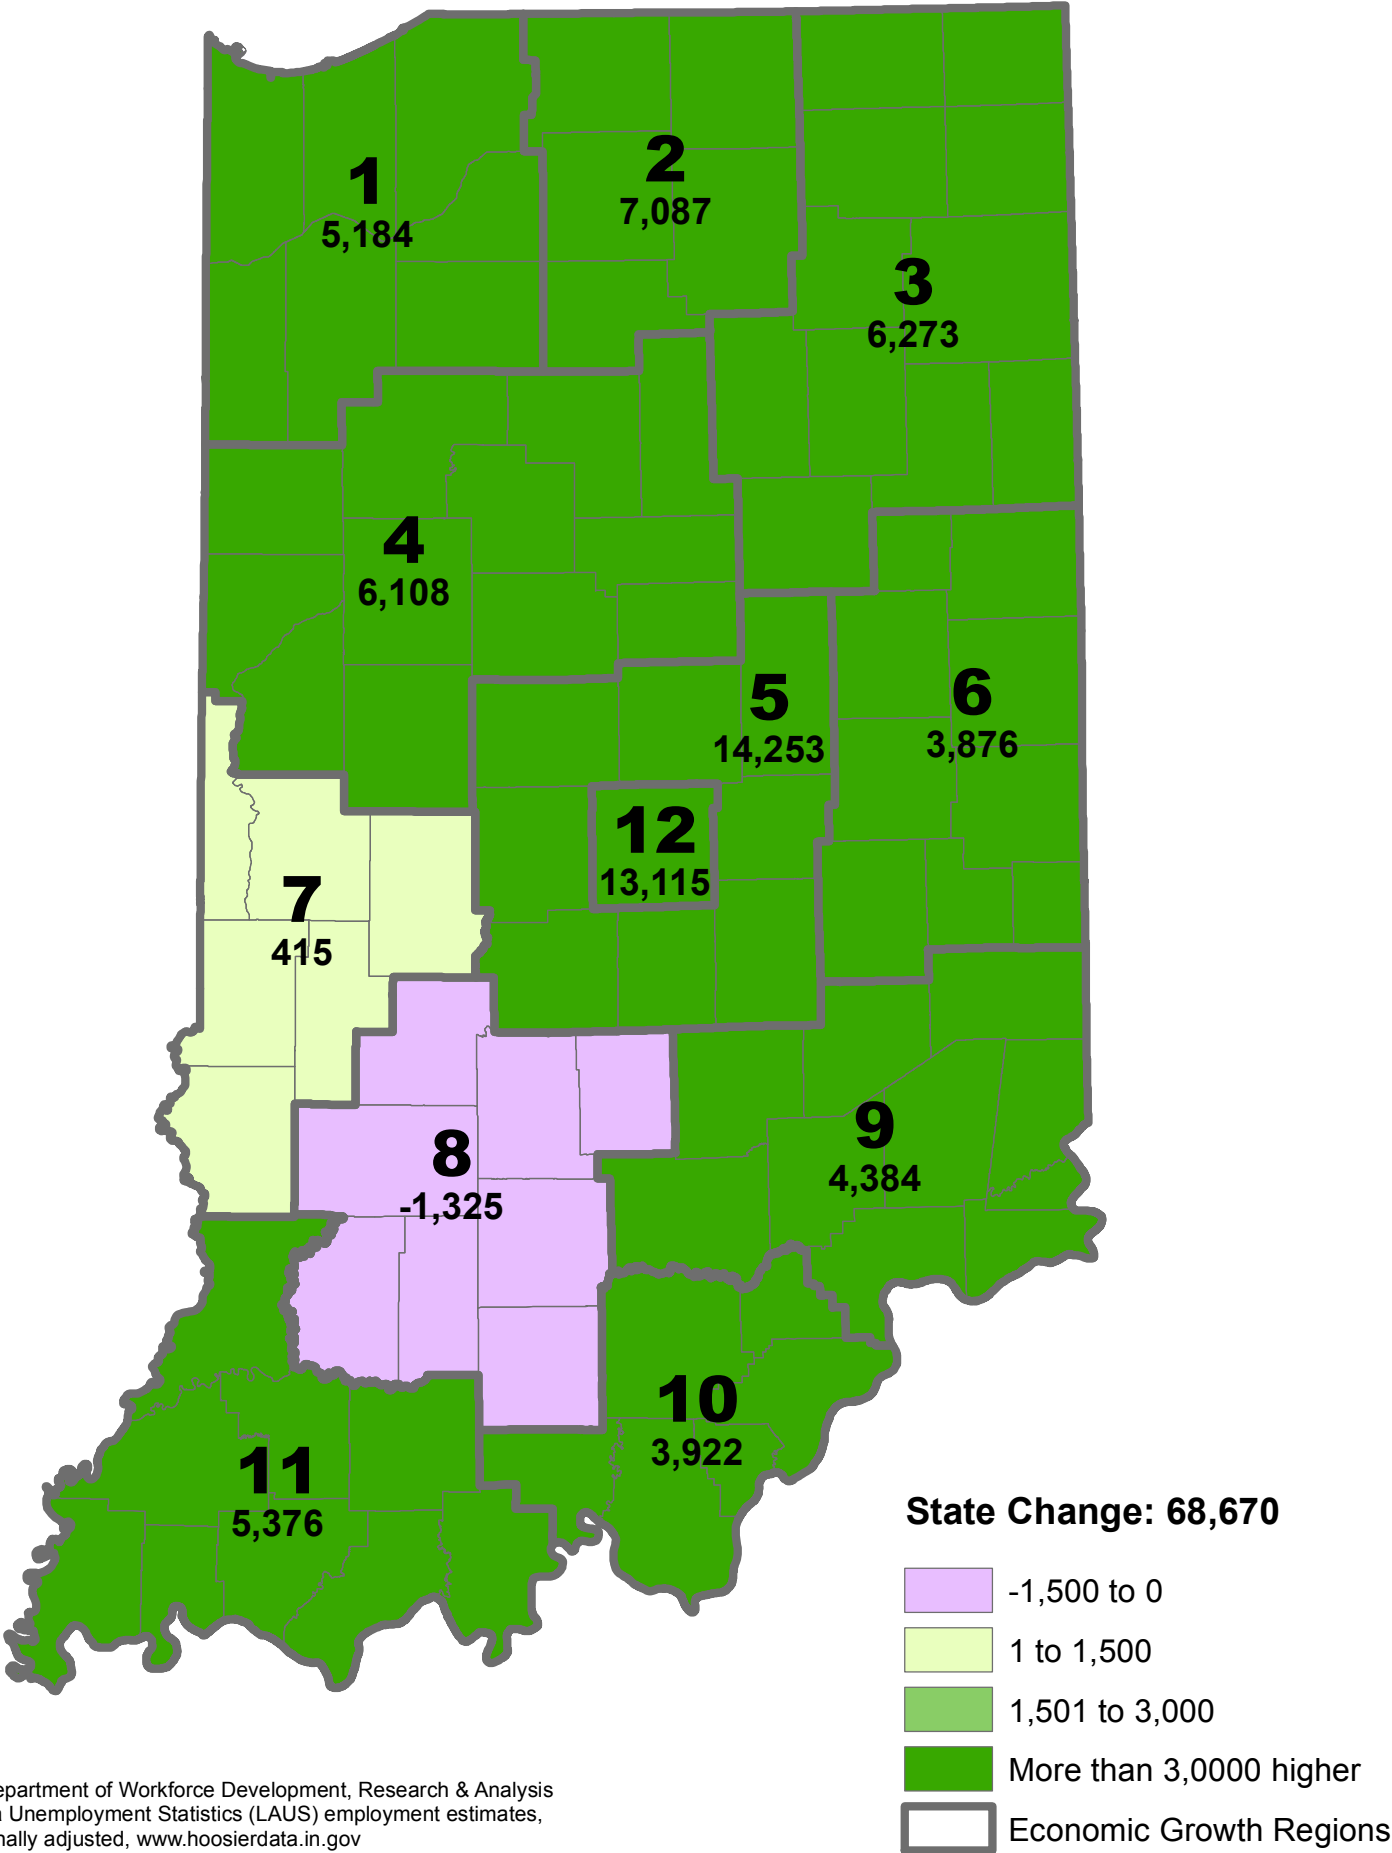 1
5,184
2
7,087
3
6,273
4
6,108
5
14,253
6
3,876
12
13,115
7
415
8
-1,325
9
4,384
10
3,922
11
5,376
State Change: 68,670
-1,500 to 0
1 to 1,500
1,501 to 3,000
More than 3,0000 higher
Economic Growth Regions
epartment of Workforce Development, Research & Analysis
Unemployment Statistics (LAUS) employment estimates,
nally adjusted, www.hoosierdata.in.gov